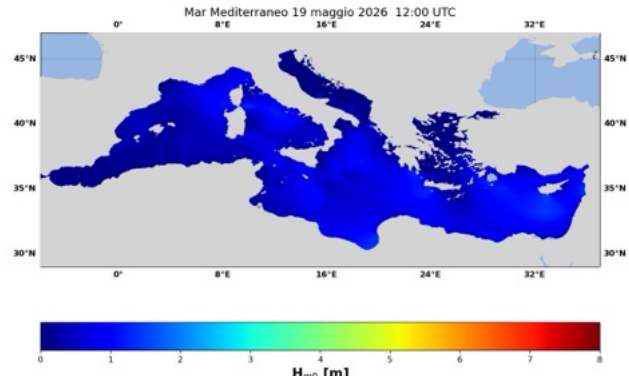 Mar Mediterraneo 19 maggio 2026 12:00 UTC
0° 8°E 16°E 24°E 32°E
45°N 45°N
40°N 40°N
35°N 35°N
30°N 30°N
0° 8°E 16°E 24°E 32°E
0 1 2 3 4 5 6 7 8
Hm0 [m]